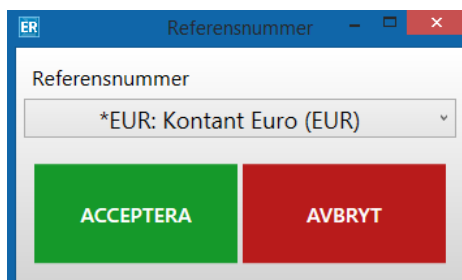 ER Referensnummer
Referensnummer
*EUR: Kontant Euro (EUR)
ACCEPTERA AVBRYT